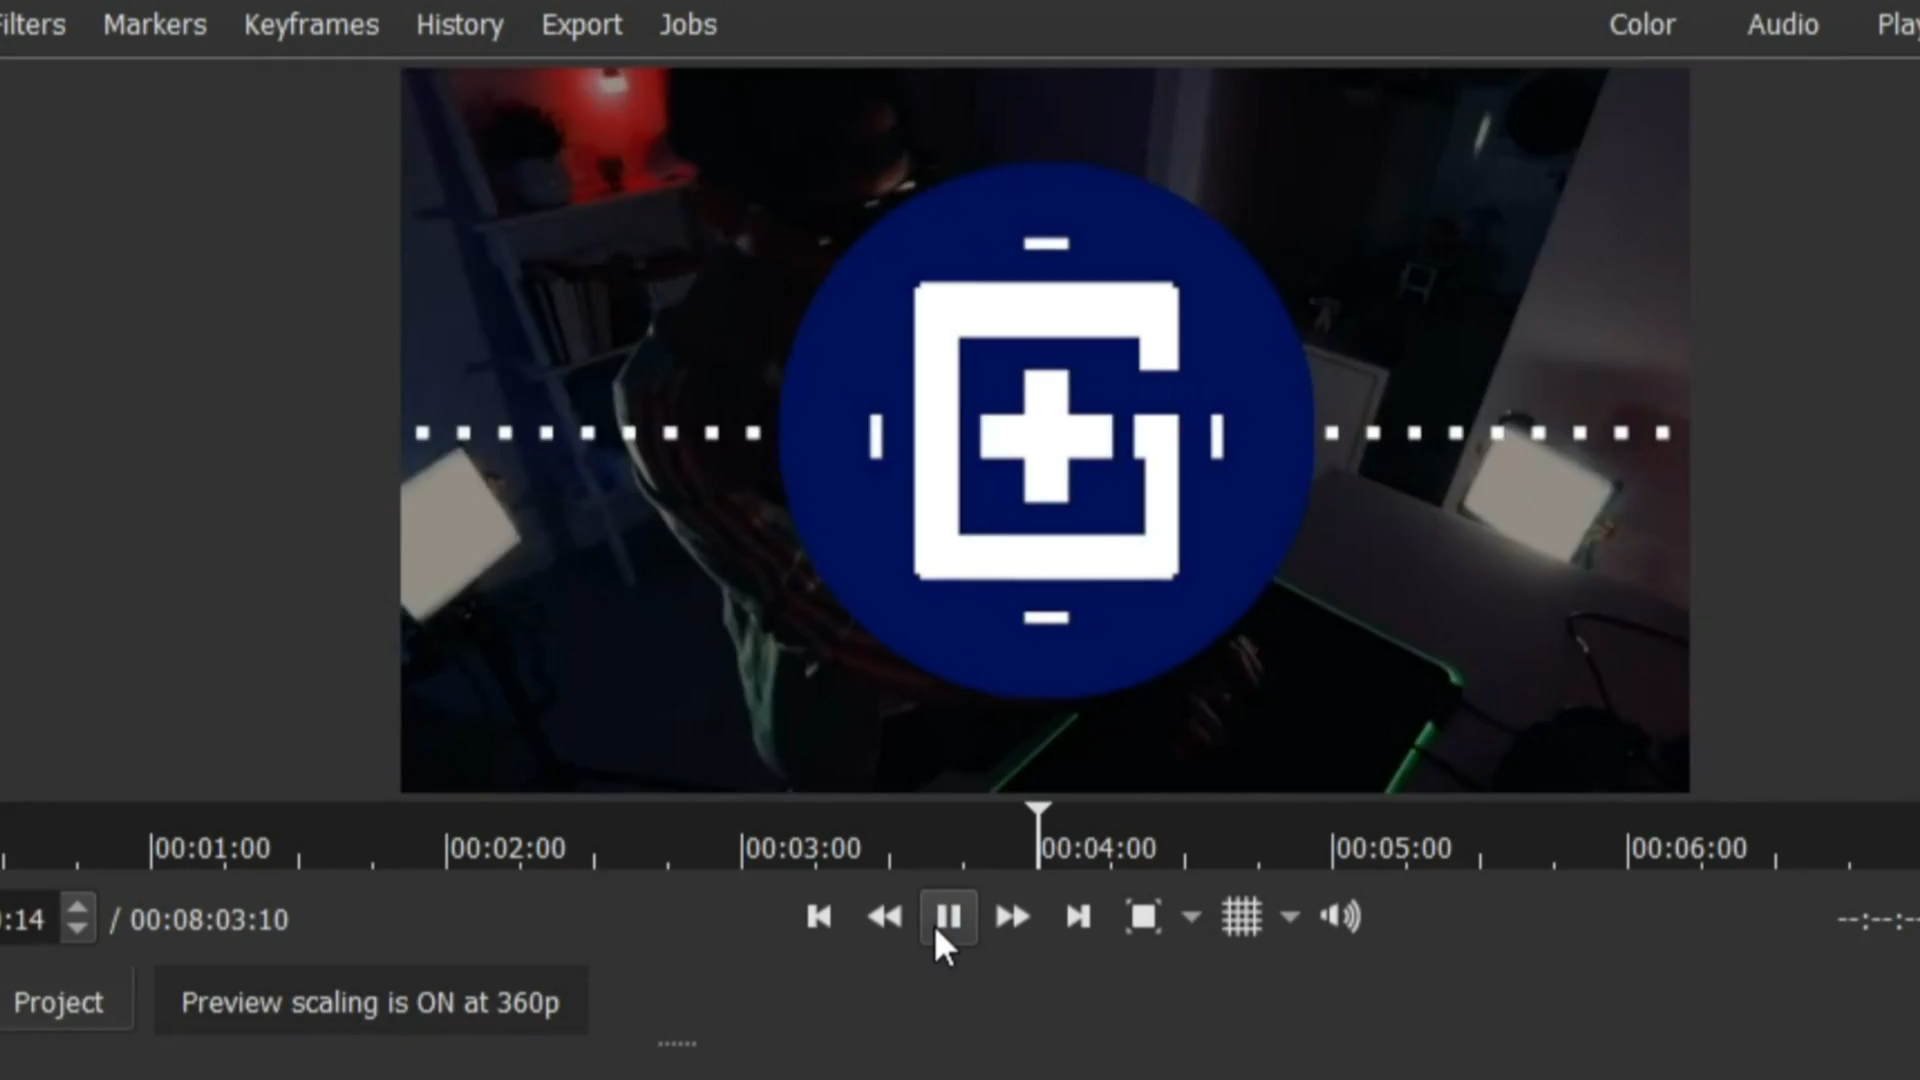 Filters Markers Keyframes History Export Jobs Color Audio
00:01:00 00:02:00 00:03:00 00:04:00 00:05:00 00:06:00
:14 / 00:08:03:10 --:--:--
Project Preview scaling is ON at 360p